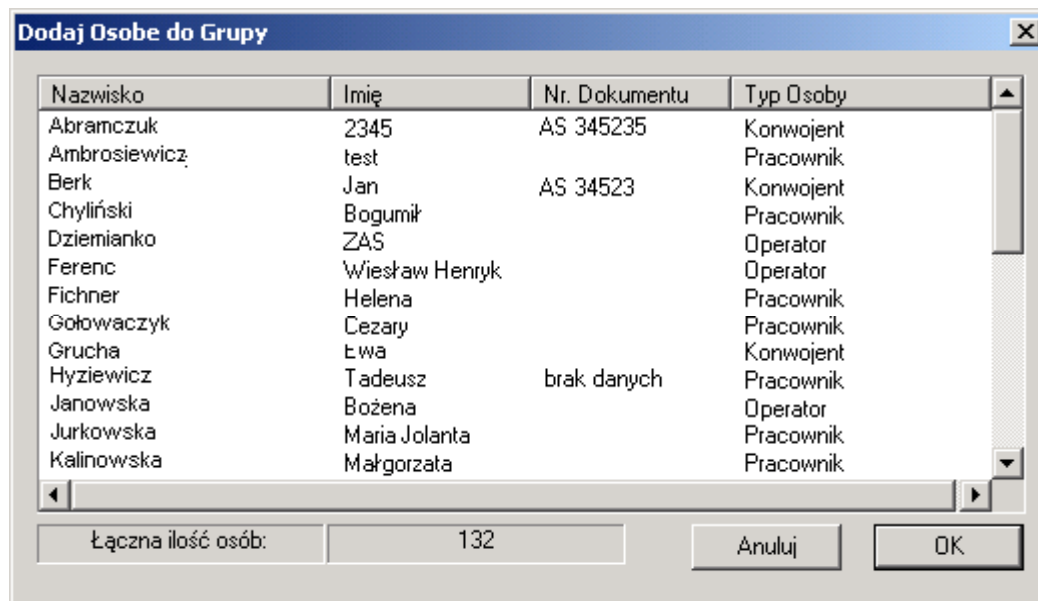 Dodaj Osobe do Grupy
Nazwisko Imię Nr. Dokumentu Typ Osoby
Abramczuk 2345 AS 345235 Konwojent
Ambrosiewicz test Pracownik
Berk Jan AS 34523 Konwojent
Chyliński Bogumił Pracownik
Dziemianko ZAS Operator
Ferenc Wiesław Henryk Operator
Fichner Helena Pracownik
Gołowaczyk Cezary Pracownik
Grucha Ewa Konwojent
Hyziewicz Tadeusz brak danych Pracownik
Janowska Bożena Operator
Jurkowska Maria Jolanta Pracownik
Kalinowska Małgorzata Pracownik
Łączna ilość osób: 132 Anuluj OK